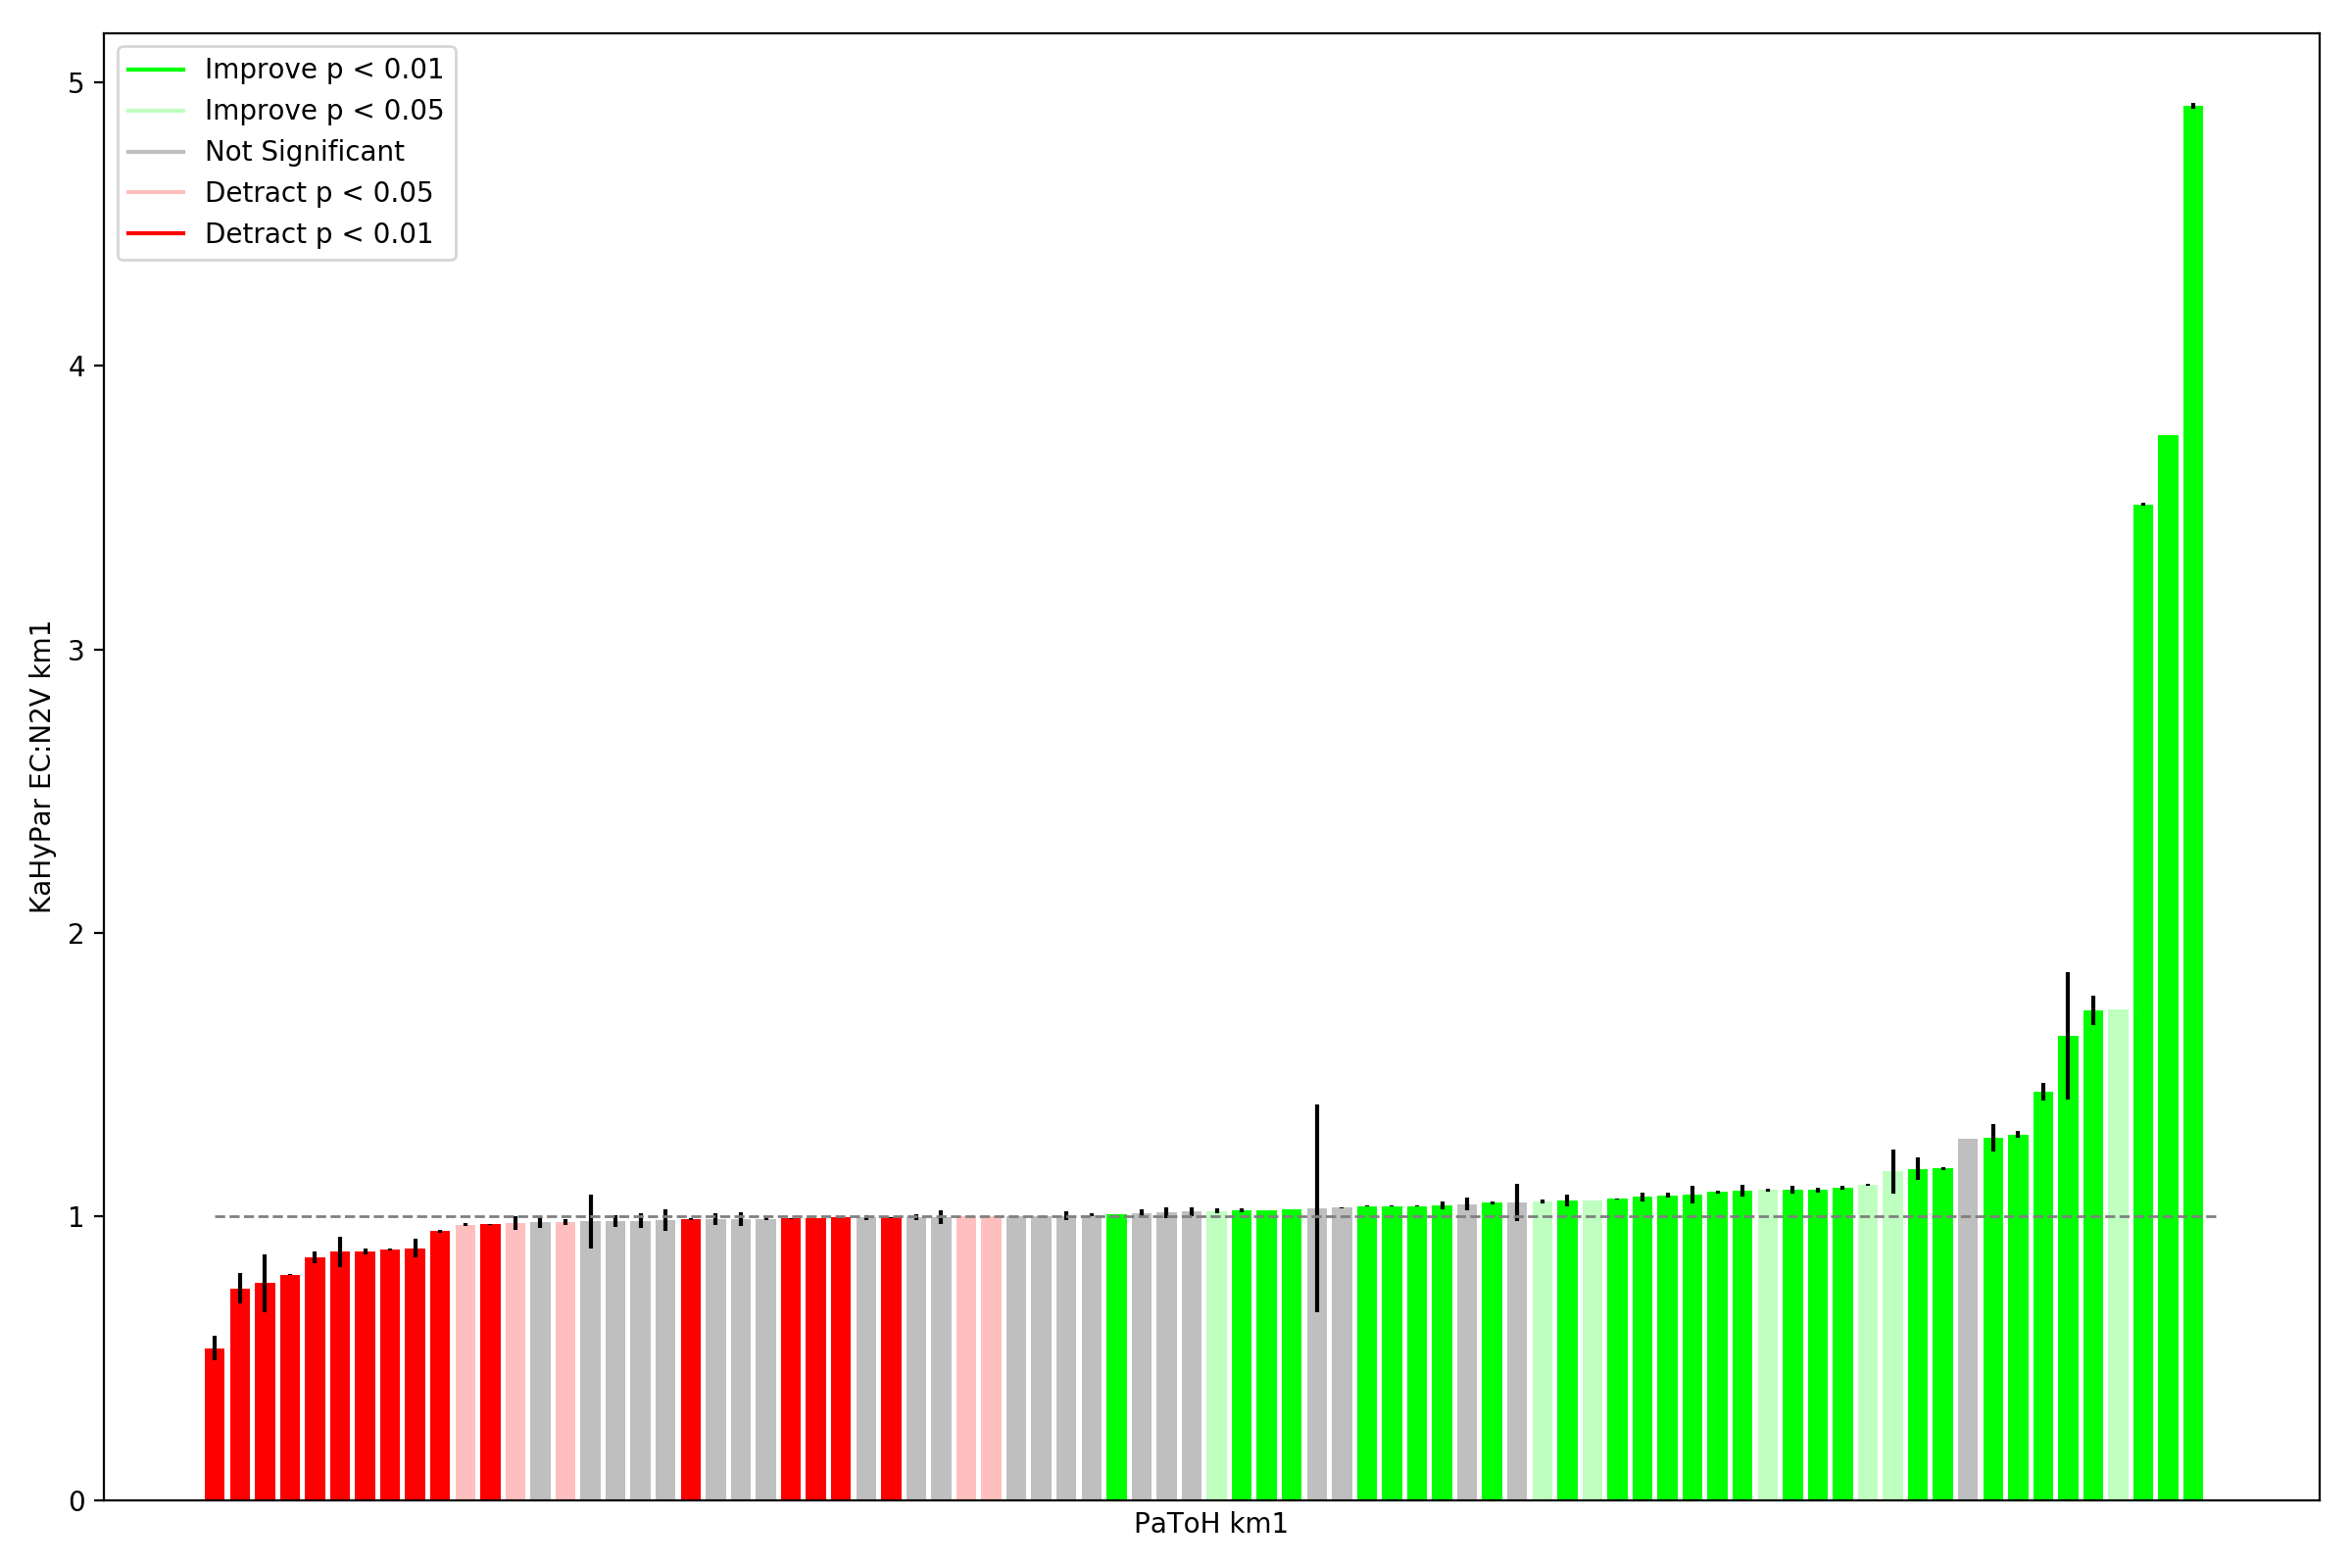 Improve p < 0.01
Improve p < 0.05
Not Significant
Detract p < 0.05
Detract p < 0.01
5
4
3
2
1
0
KaHyPar EC:N2V km1
PaToH km1